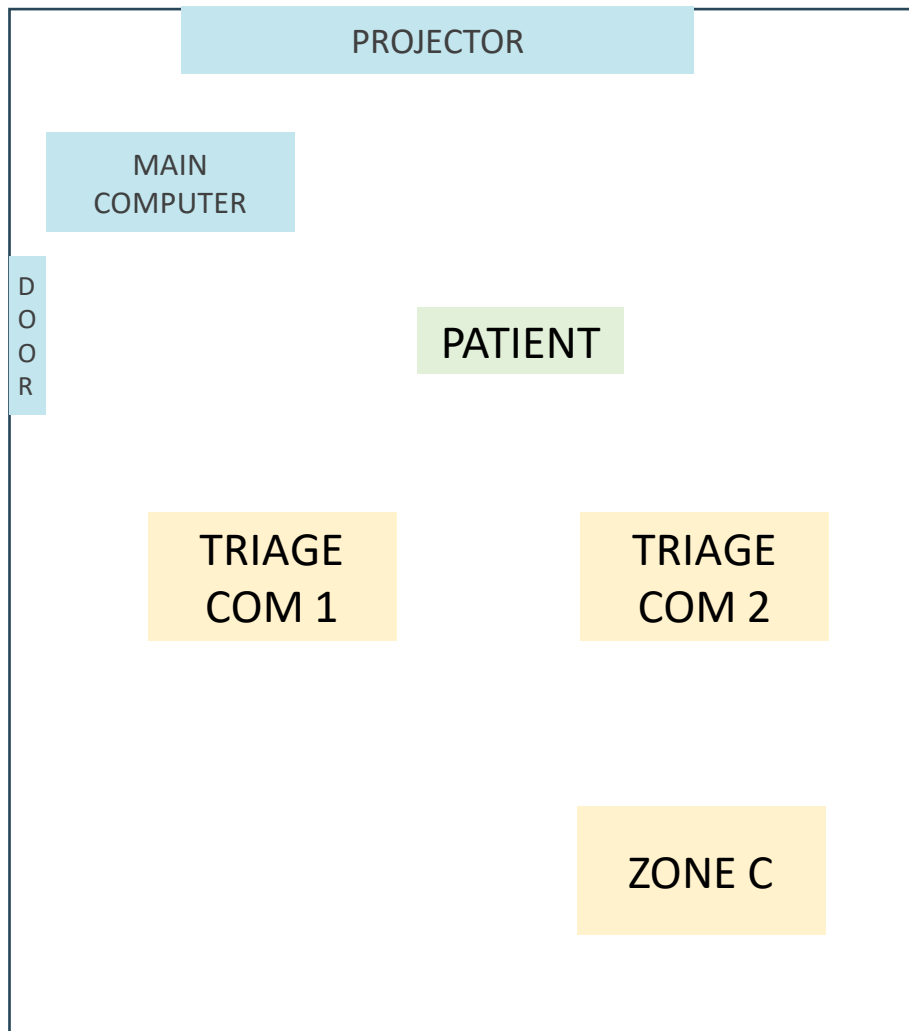 PROJECTOR
MAIN
COMPUTER
D
O
O
R
PATIENT
TRIAGE
COM 1
TRIAGE
COM 2
ZONE C